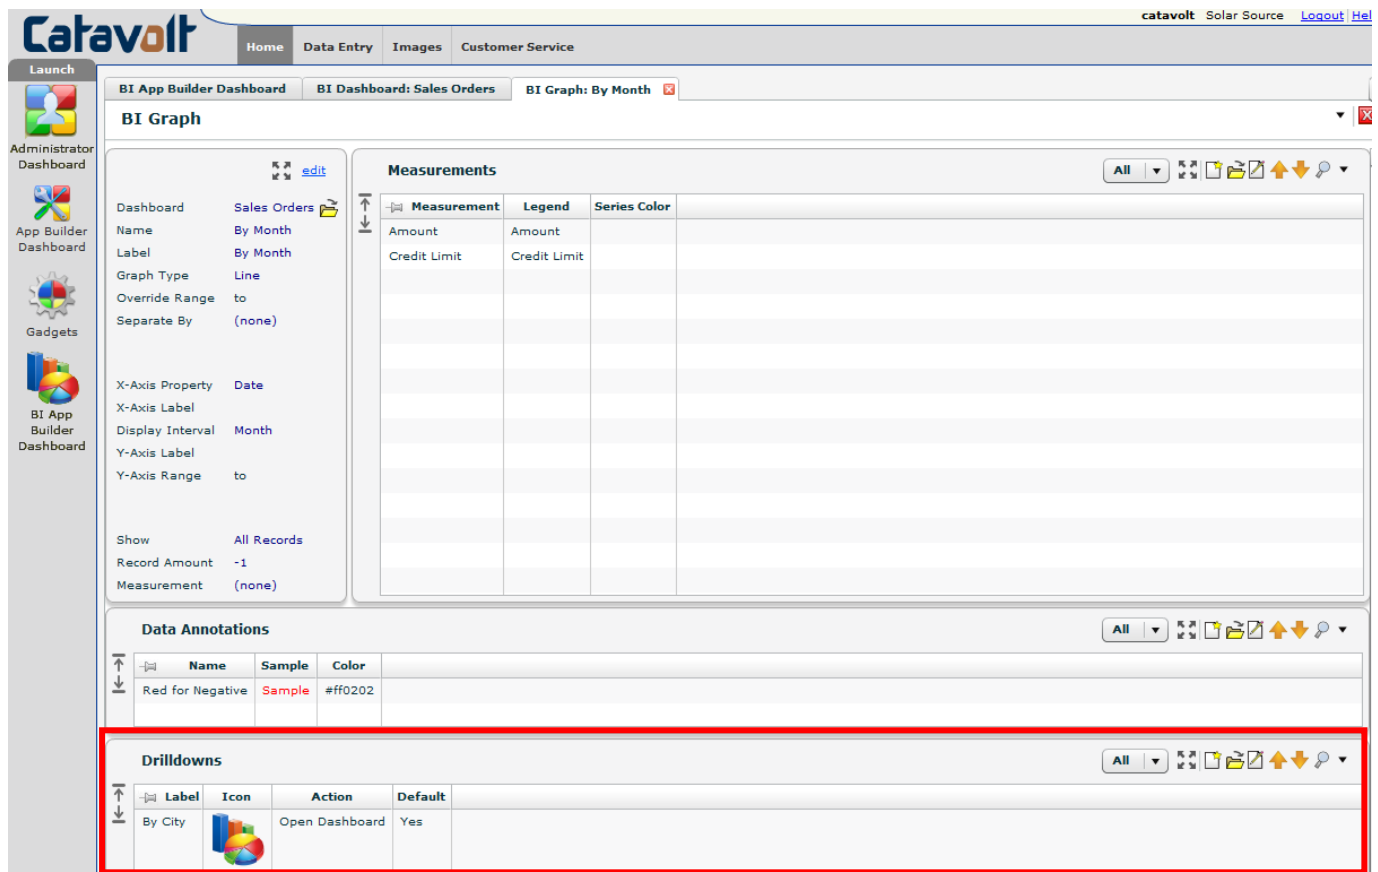 catavolt Solar Source Logout Hel
Catavolt
Home Data Entry Images Customer Service
Launch
BI App Builder Dashboard BI Dashboard: Sales Orders BI Graph: By Month
BI Graph
Administrator
Dashboard
App Builder
Dashboard
Gadgets
BI App
Builder
Dashboard
edit
Dashboard Sales Orders
Name By Month
Label By Month
Graph Type Line
Override Range to
Separate By (none)
X-Axis Property Date
X-Axis Label
Display Interval Month
Y-Axis Label
Y-Axis Range to
Show All Records
Record Amount -1
Measurement (none)
Measurements All
Measurement Legend Series Color
Amount Amount
Credit Limit Credit Limit
Data Annotations All
Name Sample Color
Red for Negative Sample #ff0202
Drilldowns All
Label Icon Action Default
By City Open Dashboard Yes